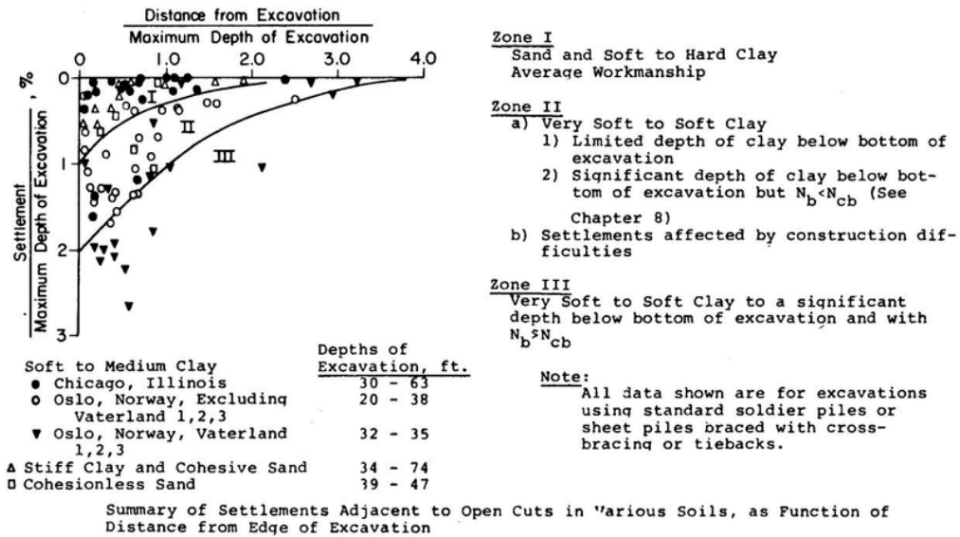 Distance from Excavation
Maximum Depth of Excavation
0 1.0 2.0 3.0 4.0
0
1
2
3
Settlement
Maximum Depth of Excavation , %
I
II
III
Zone I
Sand and Soft to Hard Clay
Average Workmanship
Zone II
a) Very Soft to Soft Clay
1) Limited depth of clay below bottom of
excavation
2) Significant depth of clay below bot-
tom of excavation but Nb<Ncb (See
Chapter 8)
b) Settlements affected by construction dif-
ficulties
Zone III
Very Soft to Soft Clay to a significant
depth below bottom of excavation and with
Nb≤Ncb
Note:
All data shown are for excavations
using standard soldier piles or
sheet piles braced with cross-
bracing or tiebacks.
Depths of
Soft to Medium Clay Excavation, ft.
● Chicago, Illinois 30 - 63
○ Oslo, Norway, Excluding 20 - 38
Vaterland 1,2,3
▼ Oslo, Norway, Vaterland 32 - 35
1,2,3
△ Stiff Clay and Cohesive Sand 34 - 74
□ Cohesionless Sand 39 - 47
Summary of Settlements Adjacent to Open Cuts in "arious Soils, as Function of
Distance from Edge of Excavation